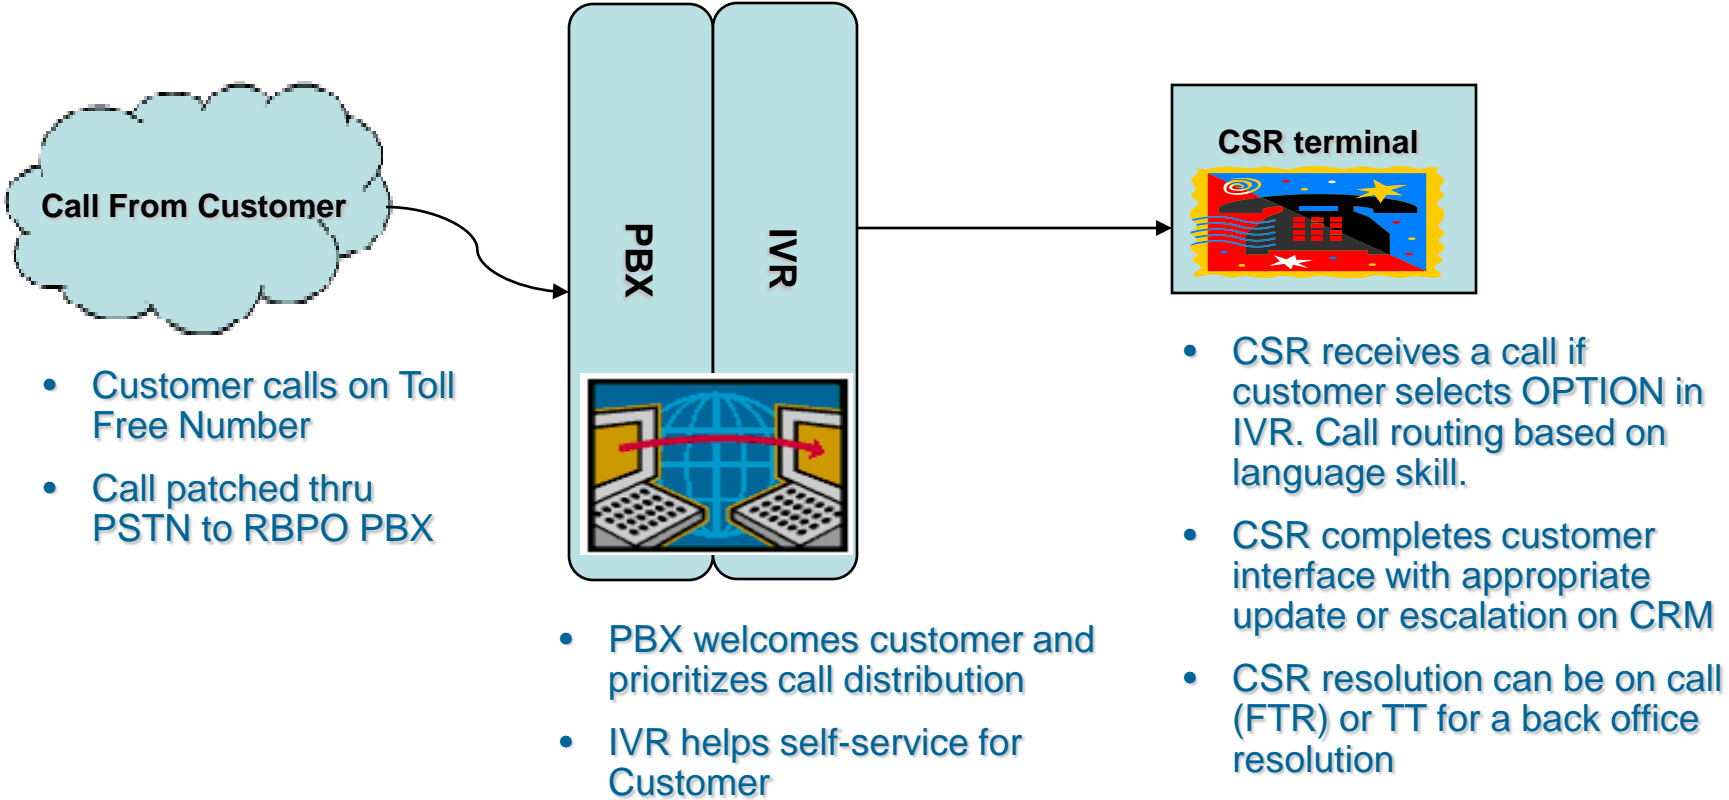 Call From Customer
PBX
IVR
CSR terminal
• Customer calls on Toll
Free Number
• Call patched thru
PSTN to RBPO PBX
• PBX welcomes customer and
prioritizes call distribution
• IVR helps self-service for
Customer
• CSR receives a call if
customer selects OPTION in
IVR. Call routing based on
language skill.
• CSR completes customer
interface with appropriate
update or escalation on CRM
• CSR resolution can be on call
(FTR) or TT for a back office
resolution